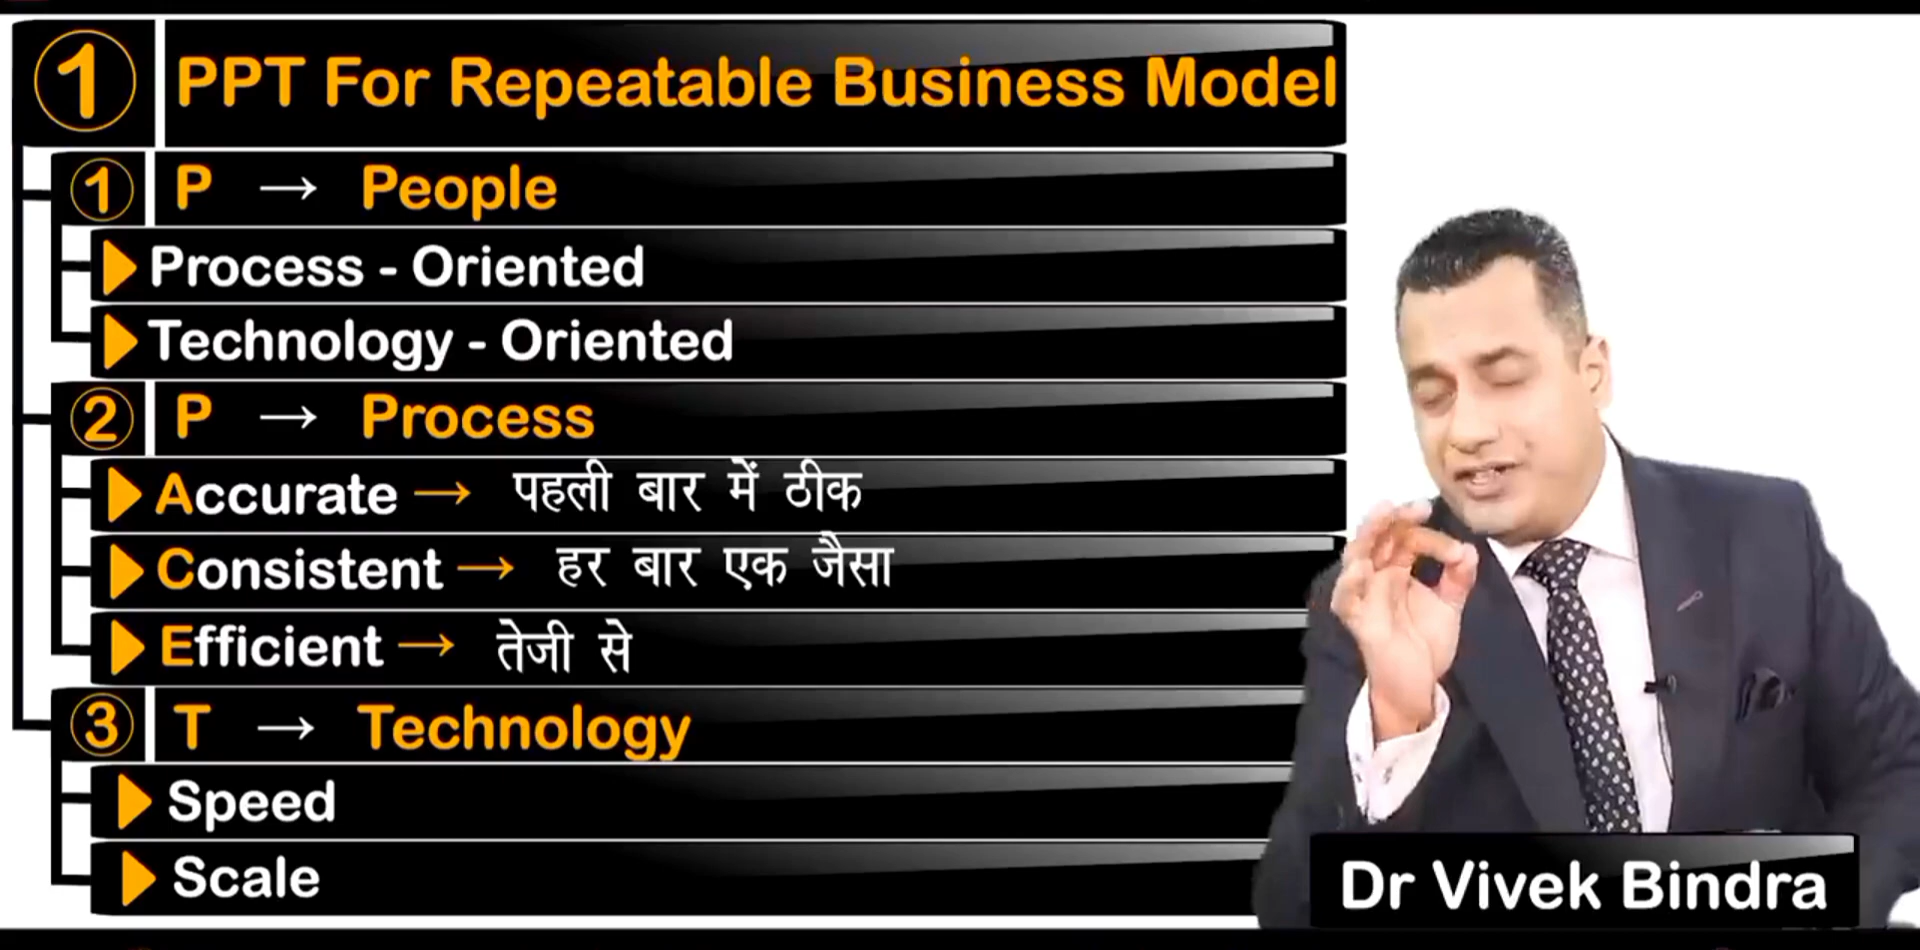 1 PPT For Repeatable Business Model
1 P → People
Process - Oriented
Technology - Oriented
2 P → Process
Accurate → पहली बार में ठीक
Consistent → हर बार एक जैसा
Efficient → तेजी से
3 T → Technology
Speed
Scale
Dr Vivek Bindra